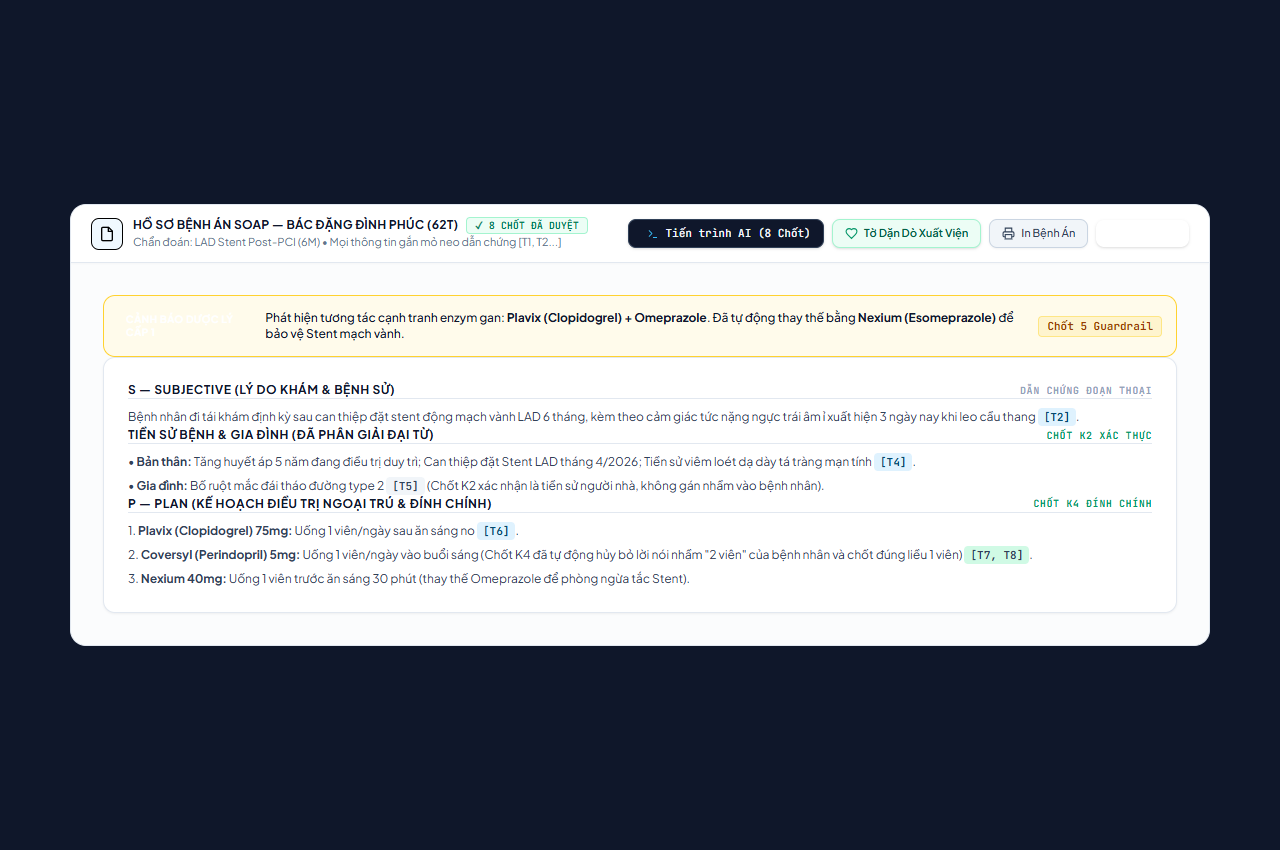 HỒ SƠ BỆNH ÁN SOAP — BÁC ĐẶNG ĐÌNH PHÚC (62T) ✓ 8 CHỐT ĐÃ DUYỆT
Chẩn đoán: LAD Stent Post-PCI (6M) • Mọi thông tin gắn mỏ neo dẫn chứng [T1, T2...]
>_ Tiến trình AI (8 Chốt)
Tờ Dặn Dò Xuất Viện
In Bệnh Án
Phát hiện tương tác cạnh tranh enzym gan: Plavix (Clopidogrel) + Omeprazole. Đã tự động thay thế bằng Nexium (Esomeprazole) để
bảo vệ Stent mạch vành.
Chốt 5 Guardrail
S — SUBJECTIVE (LÝ DO KHÁM & BỆNH SỬ)
DẪN CHỨNG ĐOẠN THOẠI
Bệnh nhân đi tái khám định kỳ sau can thiệp đặt stent động mạch vành LAD 6 tháng, kèm theo cảm giác tức nặng ngực trái âm ỉ xuất hiện 3 ngày nay khi leo cầu thang [T2] .
TIỀN SỬ BỆNH & GIA ĐÌNH (ĐÃ PHÂN GIẢI ĐẠI TỪ)
CHỐT K2 XÁC THỰC
• Bản thân: Tăng huyết áp 5 năm đang điều trị duy trì; Can thiệp đặt Stent LAD tháng 4/2026; Tiền sử viêm loét dạ dày tá tràng mạn tính [T4] .
• Gia đình: Bố ruột mắc đái tháo đường type 2 [T5] (Chốt K2 xác nhận là tiền sử người nhà, không gán nhầm vào bệnh nhân).
P — PLAN (KẾ HOẠCH ĐIỀU TRỊ NGOẠI TRÚ & ĐÍNH CHÍNH)
CHỐT K4 ĐÍNH CHÍNH
1. Plavix (Clopidogrel) 75mg: Uống 1 viên/ngày sau ăn sáng no [T6] .
2. Coversyl (Perindopril) 5mg: Uống 1 viên/ngày vào buổi sáng (Chốt K4 đã tự động hủy bỏ lời nói nhầm "2 viên" của bệnh nhân và chốt đúng liều 1 viên) [T7, T8] .
3. Nexium 40mg: Uống 1 viên trước ăn sáng 30 phút (thay thế Omeprazole để phòng ngừa tắc Stent).